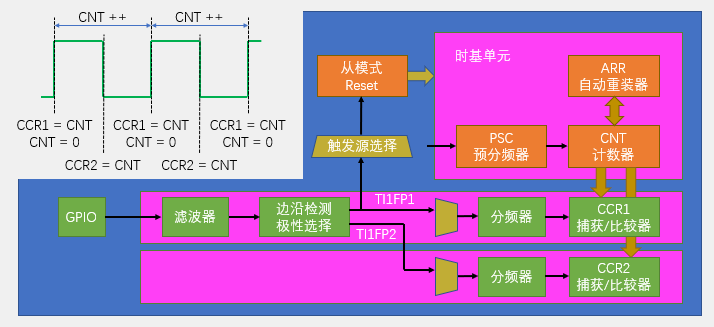 CNT ++
CNT ++
CCR1 = CNT
CNT = 0
CCR1 = CNT
CNT = 0
CCR1 = CNT
CNT = 0
CCR2 = CNT
CCR2 = CNT
从模式
Reset
触发源选择
时基单元
ARR
自动重装器
PSC
预分频器
CNT
计数器
GPIO
滤波器
边沿检测
极性选择
TI1FP1
TI1FP2
分频器
CCR1
捕获/比较器
分频器
CCR2
捕获/比较器